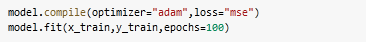 model.compile(optimizer="adam",loss="mse")
model.fit(x_train,y_train,epochs=100)